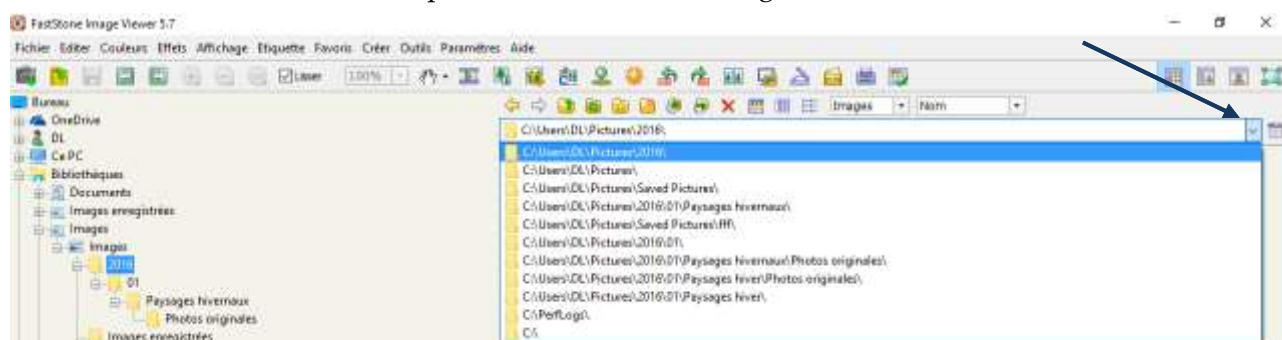 FastStone Image Viewer 5.7
Fichier Editer Couleurs Effets Affichage Etiquette Favoris Créer Outils Paramètres Aide
Lisser 100%
Bureau
OneDrive
DL
Ce PC
Bibliothèques
Documents
Images enregistrées
Images
Images
2016
01
Paysages hivernaux
Photos originales
Images enregistrées
Images Nom
C:\Users\DL\Pictures\2016\
C:\Users\DL\Pictures\2016\
C:\Users\DL\Pictures\
C:\Users\DL\Pictures\Saved Pictures\
C:\Users\DL\Pictures\2016\01\Paysages hivernaux\
C:\Users\DL\Pictures\Saved Pictures\fff\
C:\Users\DL\Pictures\2016\01\
C:\Users\DL\Pictures\2016\01\Paysages hivernaux\Photos originales\
C:\Users\DL\Pictures\2016\01\Paysages hiver\Photos originales\
C:\Users\DL\Pictures\2016\01\Paysages hiver\
C:\PerfLogs\
C:\